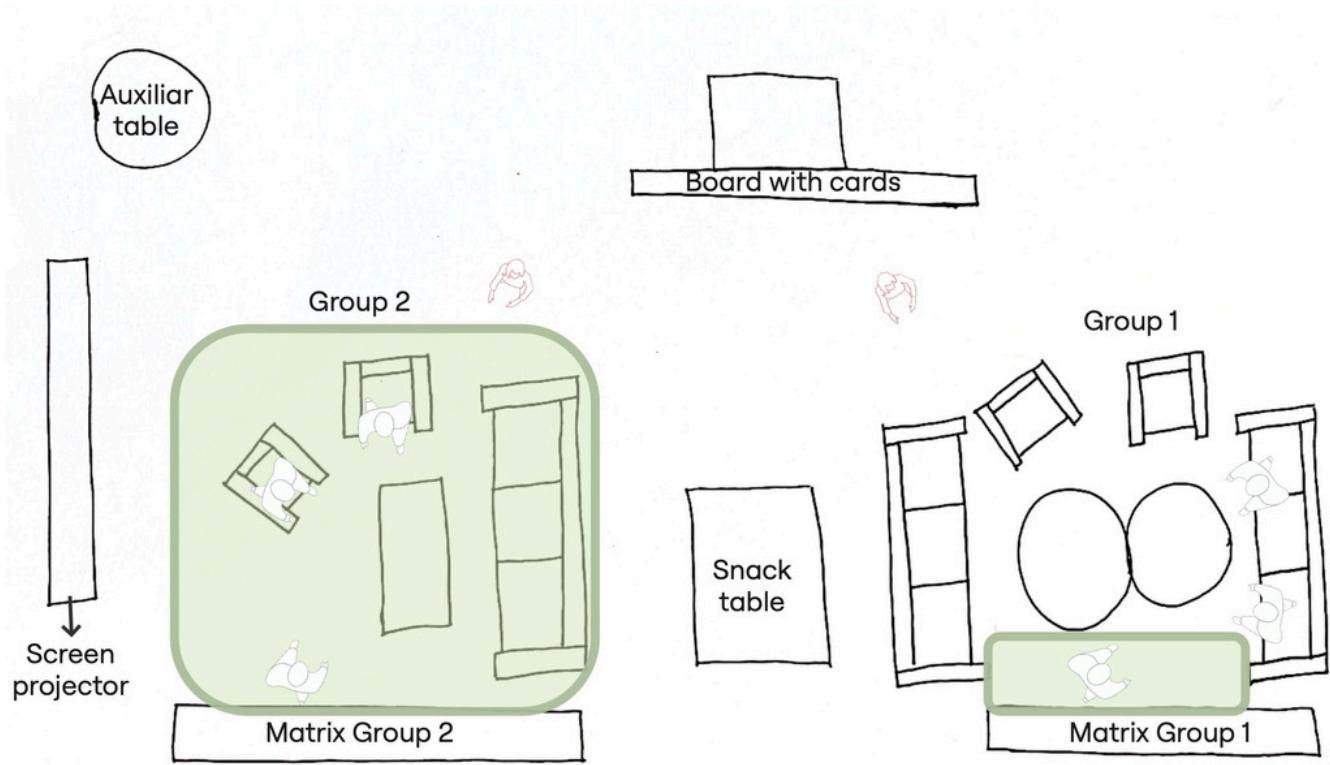 Auxiliar
table
Board with cards
Group 2
Group 1
Snack
table
Screen
projector
Matrix Group 2
Matrix Group 1